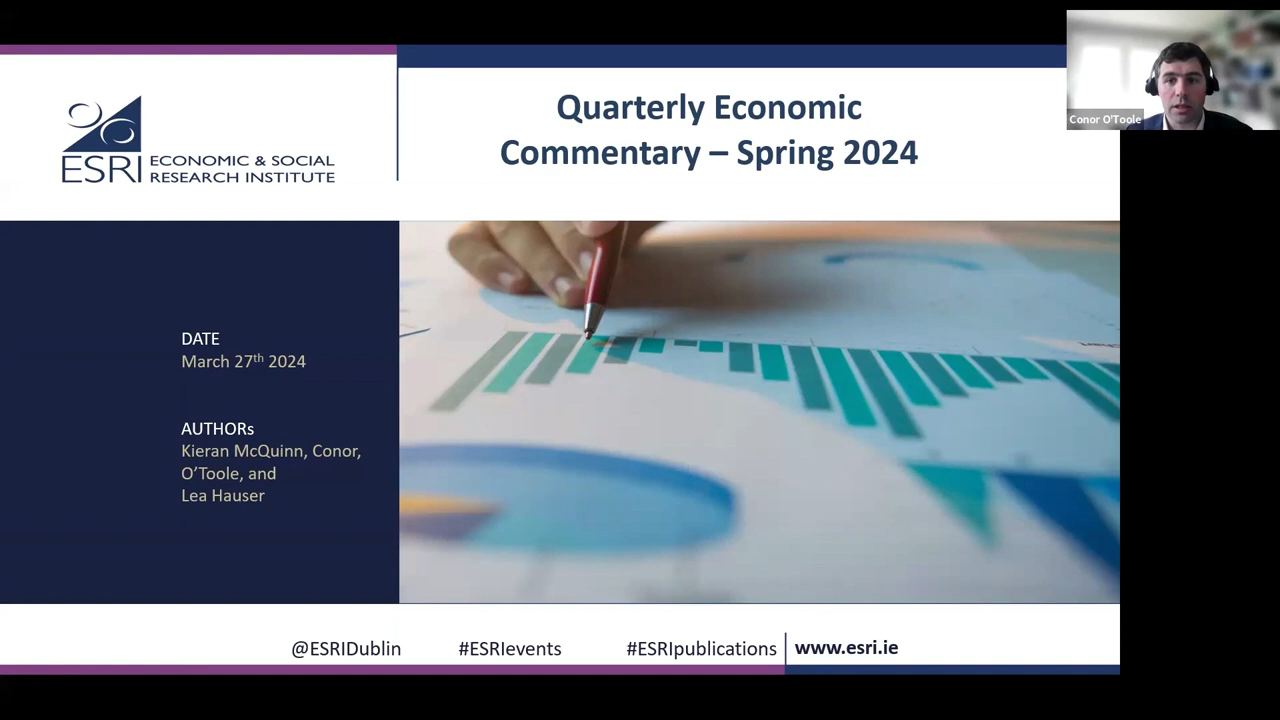 Quarterly Economic
Commentary – Spring 2024
Conor O'Toole
ESRI ECONOMIC & SOCIAL
RESEARCH INSTITUTE
DATE
March 27th 2024
AUTHORs
Kieran McQuinn, Conor,
O’Toole, and
Lea Hauser
@ESRIDublin #ESRIevents #ESRIpublications www.esri.ie